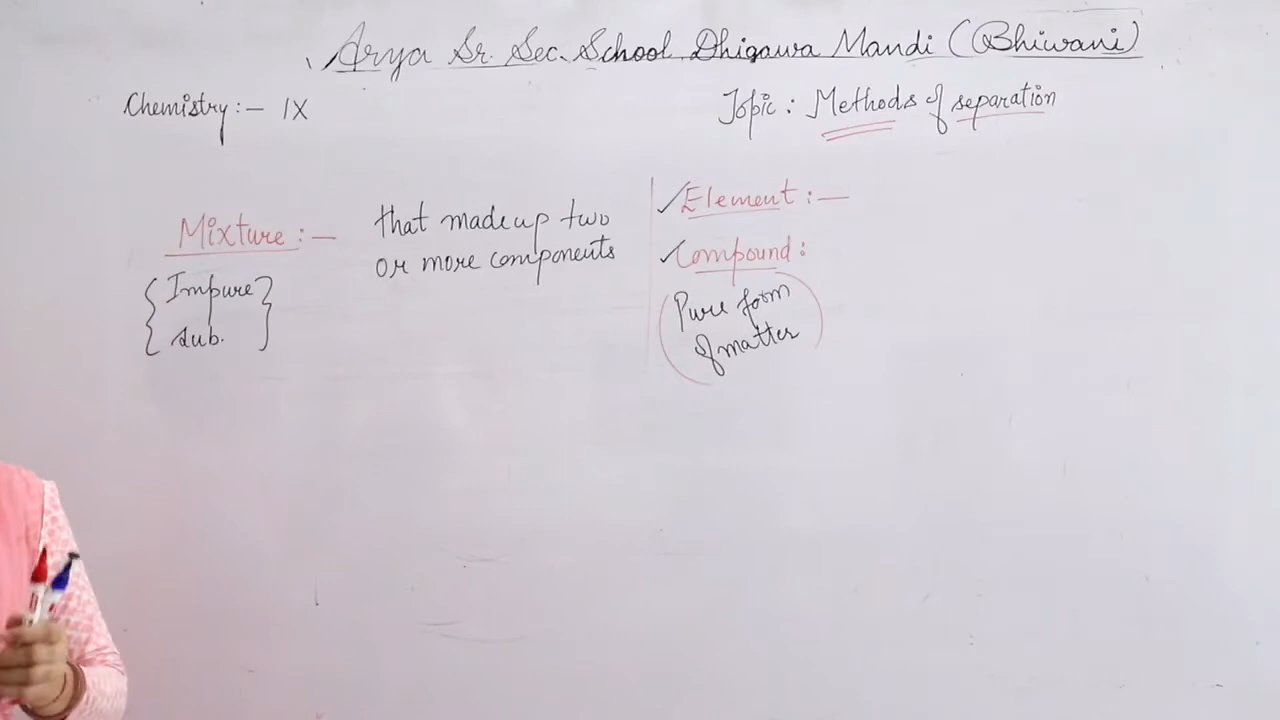 Arya Sr. Sec. School Dhigawa Mandi (Bhiwani)
Chemistry:- IX
Topic: Methods of separation
Mixture:-
that made up two
or more components
{Impure}
{sub.}
✓Element:-
✓Compound:
(Pure form
of matter)